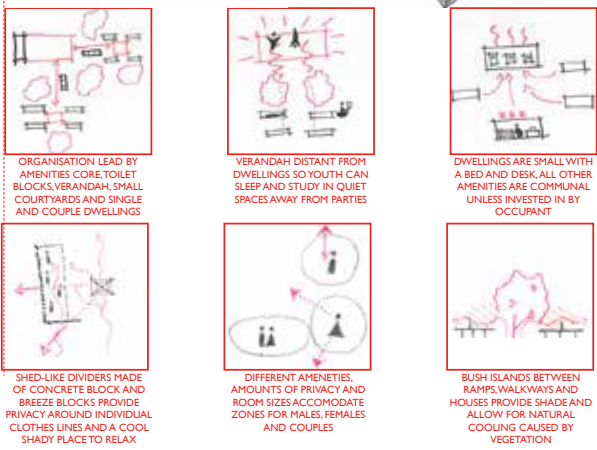 ORGANISATION LEAD BY
AMENITIES CORE, TOILET
BLOCKS, VERANDAH, SMALL
COURTYARDS AND SINGLE
AND COUPLE DWELLINGS
VERANDAH DISTANT FROM
DWELLINGS SO YOUTH CAN
SLEEP AND STUDY IN QUIET
SPACES AWAY FROM PARTIES
DWELLINGS ARE SMALL WITH
A BED AND DESK, ALL OTHER
AMENITIES ARE COMMUNAL
UNLESS INVESTED IN BY
OCCUPANT
SHED-LIKE DIVIDERS MADE
OF CONCRETE BLOCK AND
BREEZE BLOCKS PROVIDE
PRIVACY AROUND INDIVIDUAL
CLOTHES LINES AND A COOL
SHADY PLACE TO RELAX
DIFFERENT AMENETIES,
AMOUNTS OF PRIVACY AND
ROOM SIZES ACCOMODATE
ZONES FOR MALES, FEMALES
AND COUPLES
BUSH ISLANDS BETWEEN
RAMPS, WALKWAYS AND
HOUSES PROVIDE SHADE AND
ALLOW FOR NATURAL
COOLING CAUSED BY
VEGETATION